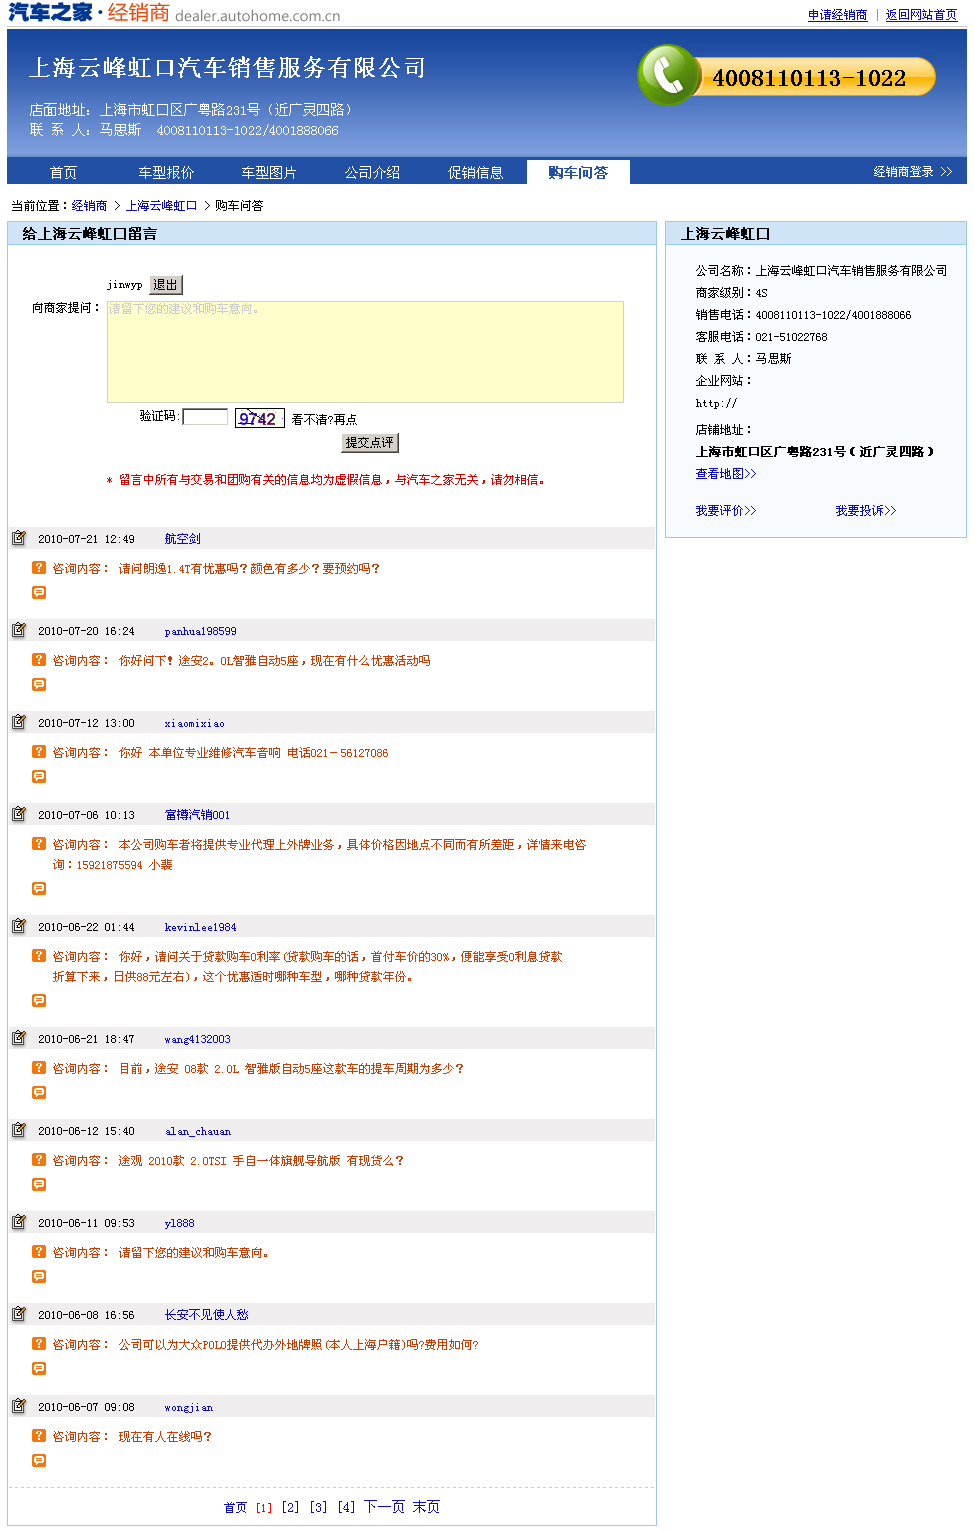 汽车之家·经销商 dealer.autohome.com.cn
申请经销商 | 返回网站首页
上海云峰虹口汽车销售服务有限公司
4008110113-1022
店面地址：上海市虹口区广粤路231号（近广灵四路）
联 系 人：马思斯 4008110113-1022/4001888066
首页 车型报价 车型图片 公司介绍 促销信息 购车问答 经销商登录 >>
当前位置：经销商 > 上海云峰虹口 > 购车问答
给上海云峰虹口留言
jinwyp 退出
向商家提问：
请留下您的建议和购车意向。
验证码: 9742 看不清?再点
提交点评
* 留言中所有与交易和团购有关的信息均为虚假信息，与汽车之家无关，请勿相信。
2010-07-21 12:49 航空剑
咨询内容： 请问朗逸1.4T有优惠吗？颜色有多少？要预约吗？
2010-07-20 16:24 panhua198599
咨询内容： 你好问下！途安2。0L智雅自动5座，现在有什么优惠活动吗
2010-07-12 13:00 xiaomixiao
咨询内容： 你好 本单位专业维修汽车音响 电话021－56127086
2010-07-06 10:13 富樽汽销001
咨询内容： 本公司购车者将提供专业代理上外牌业务，具体价格因地点不同而有所差距，详情来电咨
询：15921875594 小裴
2010-06-22 01:44 kevinlee1984
咨询内容： 你好，请问关于贷款购车0利率(贷款购车的话，首付车价的30%，便能享受0利息贷款
折算下来，日供88元左右)，这个优惠适时哪种车型，哪种贷款年份。
2010-06-21 18:47 wang4132003
咨询内容： 目前，途安 08款 2.0L 智雅版自动5座这款车的提车周期为多少？
2010-06-12 15:40 alan_chauan
咨询内容： 途观 2010款 2.0TSI 手自一体旗舰导航版 有现货么？
2010-06-11 09:53 yl888
咨询内容： 请留下您的建议和购车意向。
2010-06-08 16:56 长安不见使人愁
咨询内容： 公司可以为大众POLO提供代办外地牌照(本人上海户籍)吗?费用如何?
2010-06-07 09:08 wongjian
咨询内容： 现在有人在线吗？
首页 [1] [2] [3] [4] 下一页 末页
上海云峰虹口
公司名称：上海云峰虹口汽车销售服务有限公司
商家级别：4S
销售电话：4008110113-1022/4001888066
客服电话：021-51022768
联 系 人：马思斯
企业网站：
http://
店铺地址：
上海市虹口区广粤路231号（近广灵四路）
查看地图>>
我要评价>> 我要投诉>>